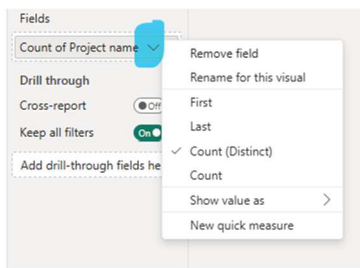 Fields
Count of Project name
Drill through
Cross-report
Off
Keep all filters
On
Add drill-through fields he
Remove field
Rename for this visual
First
Last
Count (Distinct)
Count
Show value as
New quick measure